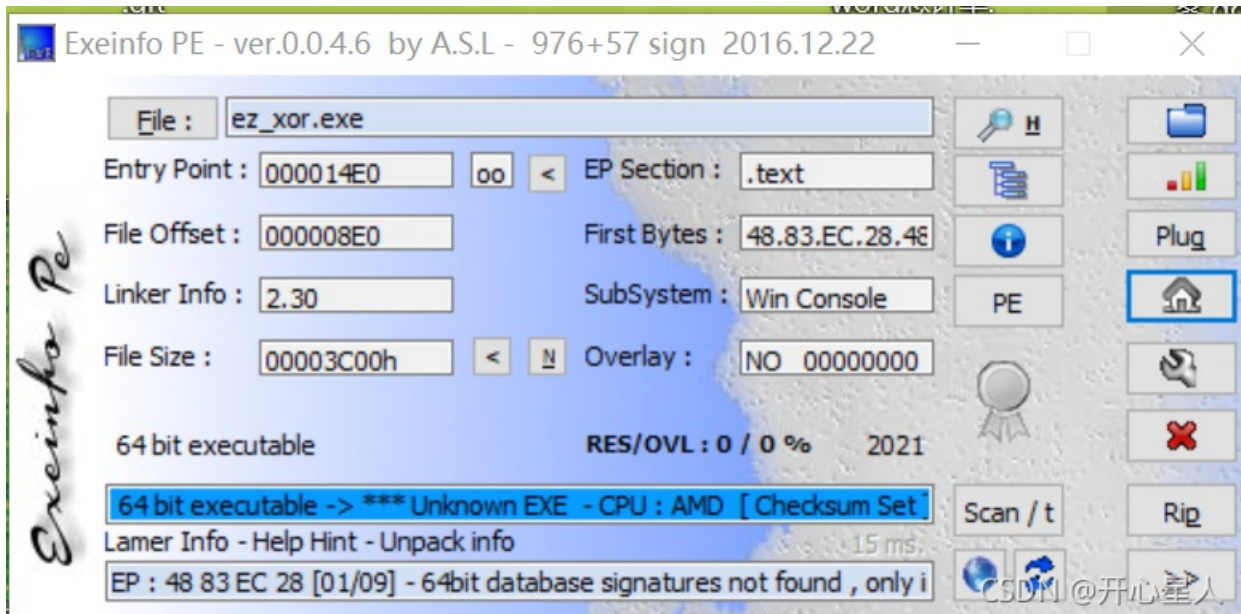 Exeinfo PE - ver.0.0.4.6 by A.S.L - 976+57 sign 2016.12.22
File : ez_xor.exe H
Entry Point : 000014E0 oo < EP Section : .text
File Offset : 000008E0 First Bytes : 48.83.EC.28.48 Plug
Linker Info : 2.30 SubSystem : Win Console PE
File Size : 00003C00h < N Overlay : NO 00000000
Exeinfo Pe
64 bit executable RES/OVL : 0 / 0 % 2021
64 bit executable -> *** Unknown EXE - CPU : AMD [ Checksum Set ] Scan / t Rip
Lamer Info - Help Hint - Unpack info 15 ms.
EP : 48 83 EC 28 [01/09] - 64bit database signatures not found , only i >>
CSDN @开心星人